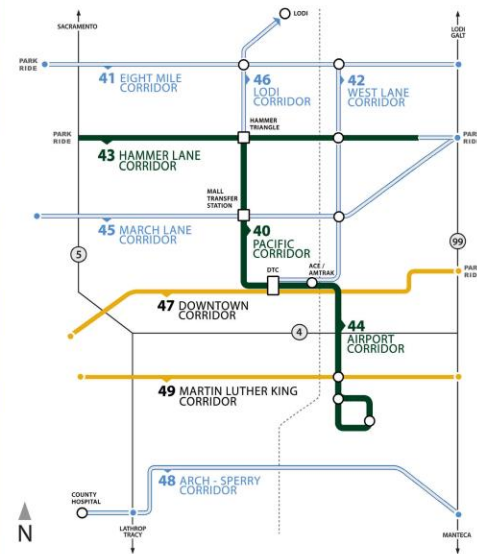 LODI
SACRAMENTO
LODI
GALT
PARK
RIDE
41 EIGHT MILE
CORRIDOR
46
LODI
CORRIDOR
42
WEST LANE
CORRIDOR
HAMMER
TRIANGLE
PARK
RIDE
PARK
RIDE
43 HAMMER LANE
CORRIDOR
MALL
TRANSFER
STATION
45 MARCH LANE
CORRIDOR
40
PACIFIC
CORRIDOR
5
99
DTC
ACE /
AMTRAK
PARK
RIDE
47 DOWNTOWN
CORRIDOR
4
44
AIRPORT
CORRIDOR
49 MARTIN LUTHER KING
CORRIDOR
48 ARCH - SPERRY
CORRIDOR
COUNTY
HOSPITAL
N
LATHROP
TRACY
MANTECA